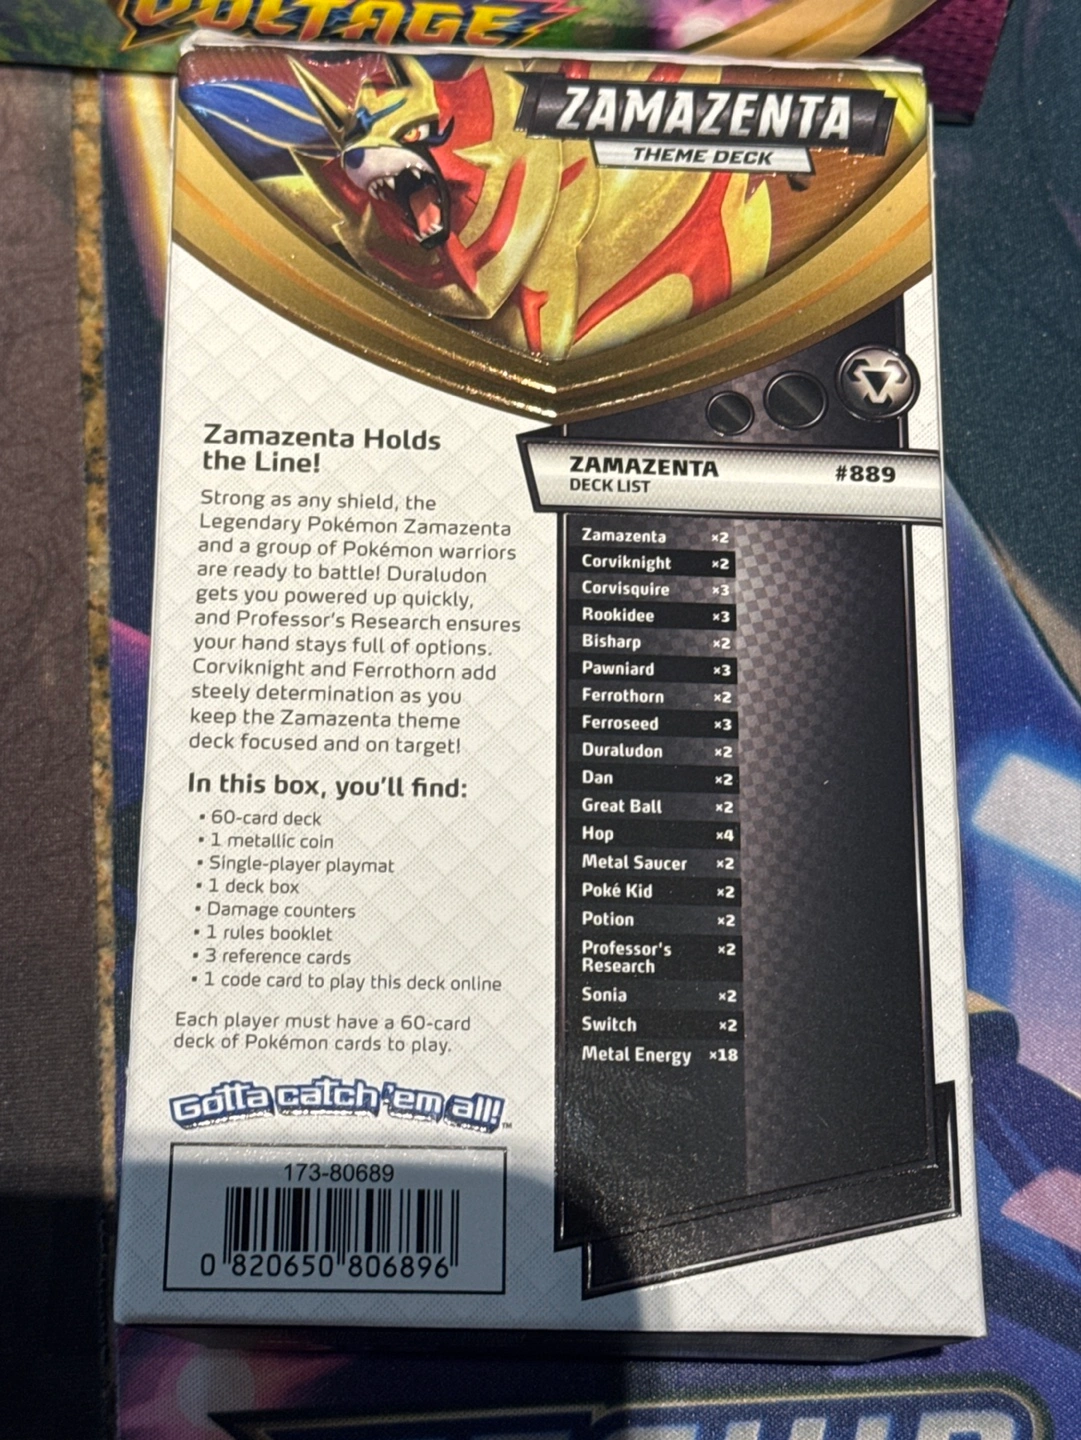 VOLTAGE
ZAMAZENTA
THEME DECK
Zamazenta Holds
the Line!
Strong as any shield, the
Legendary Pokémon Zamazenta
and a group of Pokémon warriors
are ready to battle! Duraludon
gets you powered up quickly,
and Professor's Research ensures
your hand stays full of options.
Corviknight and Ferrothorn add
steely determination as you
keep the Zamazenta theme
deck focused and on target!
In this box, you'll find:
• 60-card deck
• 1 metallic coin
• Single-player playmat
• 1 deck box
• Damage counters
• 1 rules booklet
• 3 reference cards
• 1 code card to play this deck online
Each player must have a 60-card
deck of Pokémon cards to play.
Gotta catch 'em all!™
173-80689
0 820650 806896
ZAMAZENTA #889
DECK LIST
Zamazenta ×2
Corviknight ×2
Corvisquire ×3
Rookidee ×3
Bisharp ×2
Pawniard ×3
Ferrothorn ×2
Ferroseed ×3
Duraludon ×2
Dan ×2
Great Ball ×2
Hop ×4
Metal Saucer ×2
Poké Kid ×2
Potion ×2
Professor's ×2
Research
Sonia ×2
Switch ×2
Metal Energy ×18